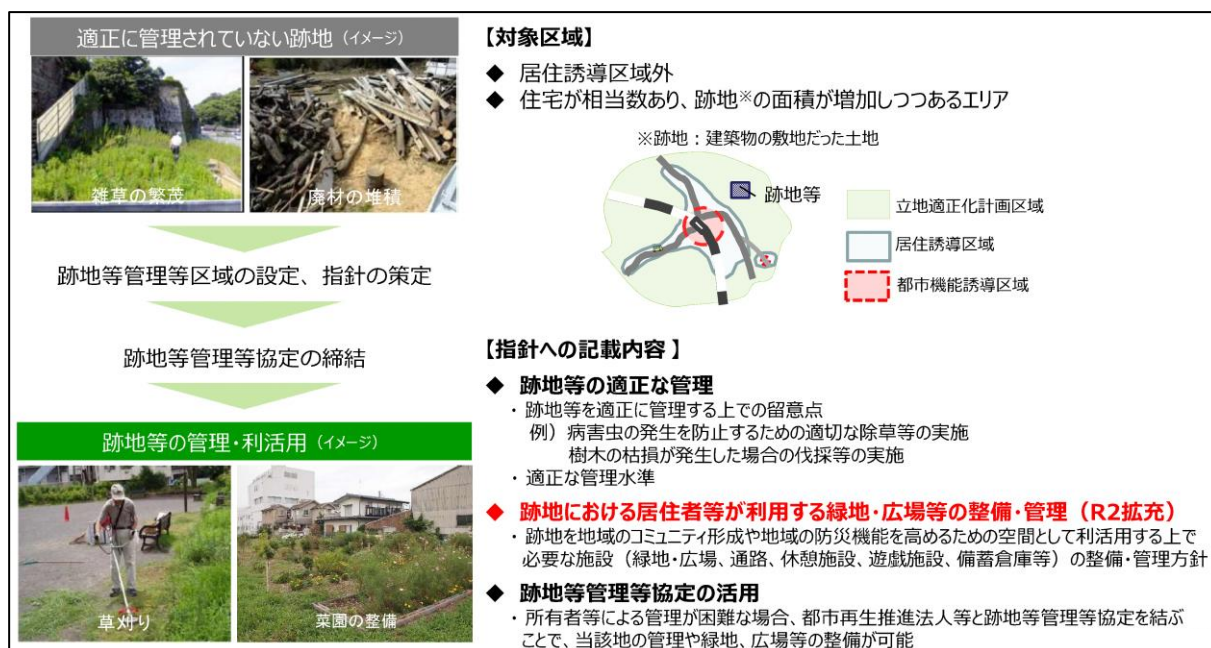 適正に管理されていない跡地（イメージ）
雑草の繁茂
廃材の堆積
跡地等管理等区域の設定、指針の策定
跡地等管理等協定の締結
跡地等の管理・利活用（イメージ）
草刈り
菜園の整備
【対象区域】
◆ 居住誘導区域外
◆ 住宅が相当数あり、跡地※の面積が増加しつつあるエリア
※跡地：建築物の敷地だった土地
跡地等
立地適正化計画区域
居住誘導区域
都市機能誘導区域
【指針への記載内容 】
◆ 跡地等の適正な管理
・跡地等を適正に管理する上での留意点
例）病害虫の発生を防止するための適切な除草等の実施
樹木の枯損が発生した場合の伐採等の実施
・適正な管理水準
◆ 跡地における居住者等が利用する緑地・広場等の整備・管理（R2拡充）
・跡地を地域のコミュニティ形成や地域の防災機能を高めるための空間として利活用する上で
必要な施設（緑地・広場、通路、休憩施設、遊戯施設、備蓄倉庫等）の整備・管理方針
◆ 跡地等管理等協定の活用
・所有者等による管理が困難な場合、都市再生推進法人等と跡地等管理等協定を結ぶ
ことで、当該地の管理や緑地、広場等の整備が可能